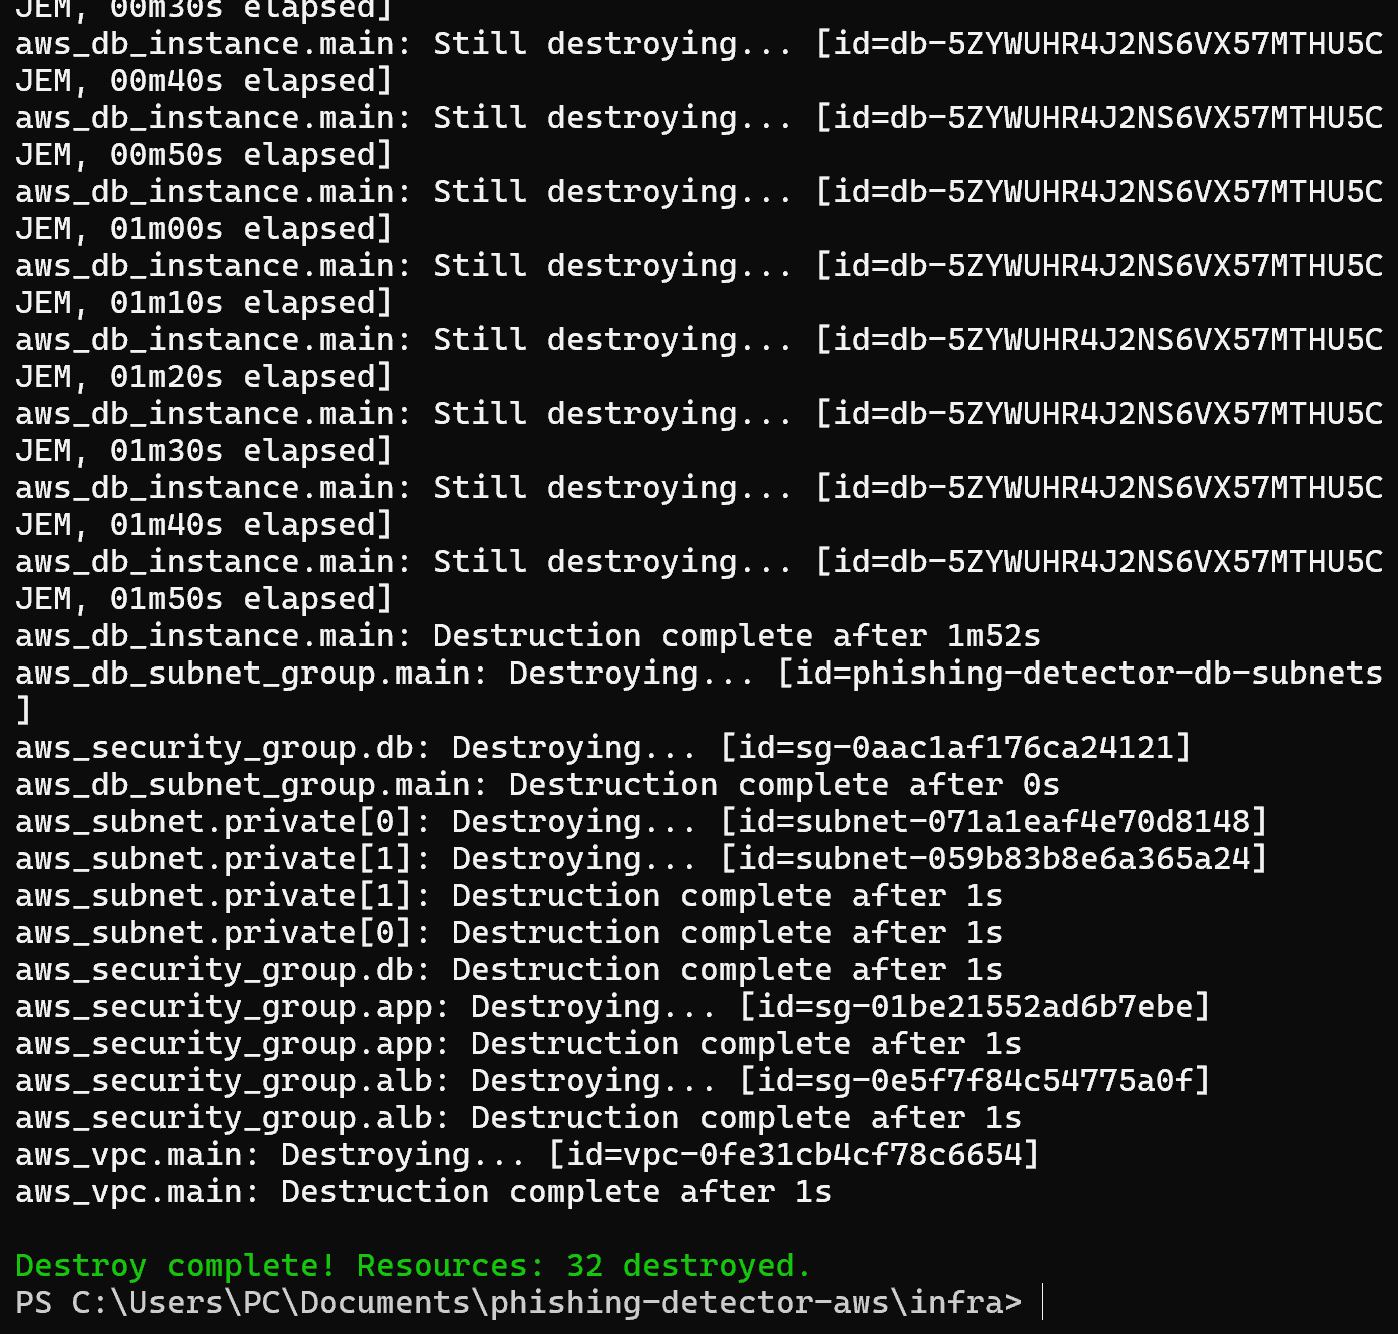 JEM, 00m30s elapsed]
aws_db_instance.main: Still destroying... [id=db-5ZYWUHR4J2NS6VX57MTHU5C
JEM, 00m40s elapsed]
aws_db_instance.main: Still destroying... [id=db-5ZYWUHR4J2NS6VX57MTHU5C
JEM, 00m50s elapsed]
aws_db_instance.main: Still destroying... [id=db-5ZYWUHR4J2NS6VX57MTHU5C
JEM, 01m00s elapsed]
aws_db_instance.main: Still destroying... [id=db-5ZYWUHR4J2NS6VX57MTHU5C
JEM, 01m10s elapsed]
aws_db_instance.main: Still destroying... [id=db-5ZYWUHR4J2NS6VX57MTHU5C
JEM, 01m20s elapsed]
aws_db_instance.main: Still destroying... [id=db-5ZYWUHR4J2NS6VX57MTHU5C
JEM, 01m30s elapsed]
aws_db_instance.main: Still destroying... [id=db-5ZYWUHR4J2NS6VX57MTHU5C
JEM, 01m40s elapsed]
aws_db_instance.main: Still destroying... [id=db-5ZYWUHR4J2NS6VX57MTHU5C
JEM, 01m50s elapsed]
aws_db_instance.main: Destruction complete after 1m52s
aws_db_subnet_group.main: Destroying... [id=phishing-detector-db-subnets
]
aws_security_group.db: Destroying... [id=sg-0aac1af176ca24121]
aws_db_subnet_group.main: Destruction complete after 0s
aws_subnet.private[0]: Destroying... [id=subnet-071a1eaf4e70d8148]
aws_subnet.private[1]: Destroying... [id=subnet-059b83b8e6a365a24]
aws_subnet.private[1]: Destruction complete after 1s
aws_subnet.private[0]: Destruction complete after 1s
aws_security_group.db: Destruction complete after 1s
aws_security_group.app: Destroying... [id=sg-01be21552ad6b7ebe]
aws_security_group.app: Destruction complete after 1s
aws_security_group.alb: Destroying... [id=sg-0e5f7f84c54775a0f]
aws_security_group.alb: Destruction complete after 1s
aws_vpc.main: Destroying... [id=vpc-0fe31cb4cf78c6654]
aws_vpc.main: Destruction complete after 1s
Destroy complete! Resources: 32 destroyed.
PS C:\Users\PC\Documents\phishing-detector-aws\infra>